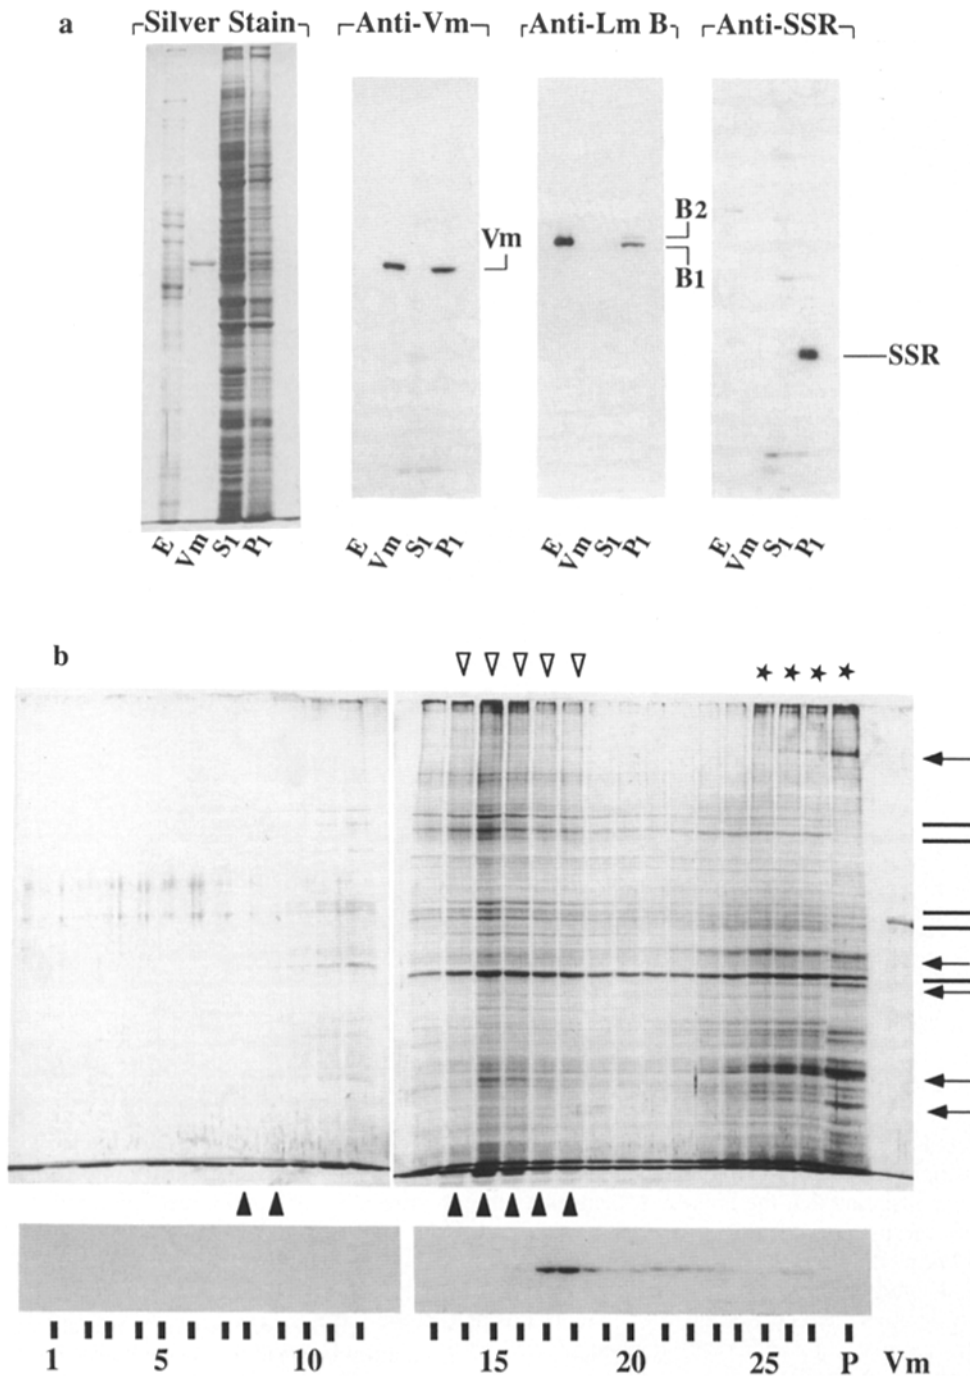 a
Silver Stain Anti-Vm Anti-Lm B Anti-SSR
Vm
B2
B1
SSR
E Vm S1 P1 E Vm S1 P1 E Vm S1 P1 E Vm S1 P1
b
1 5 10 15 20 25 P Vm